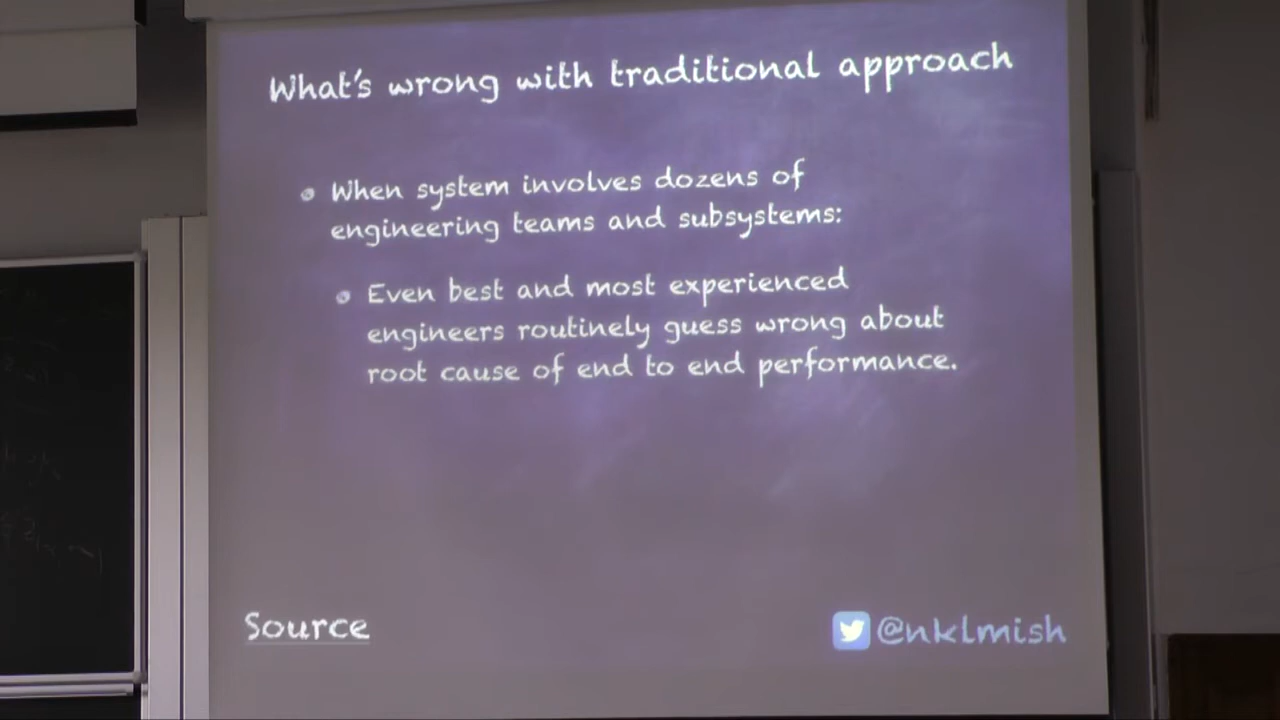 What's wrong with traditional approach
When system involves dozens of
engineering teams and subsystems:
Even best and most experienced
engineers routinely guess wrong about
root cause of end to end performance.
Source
@nklmish